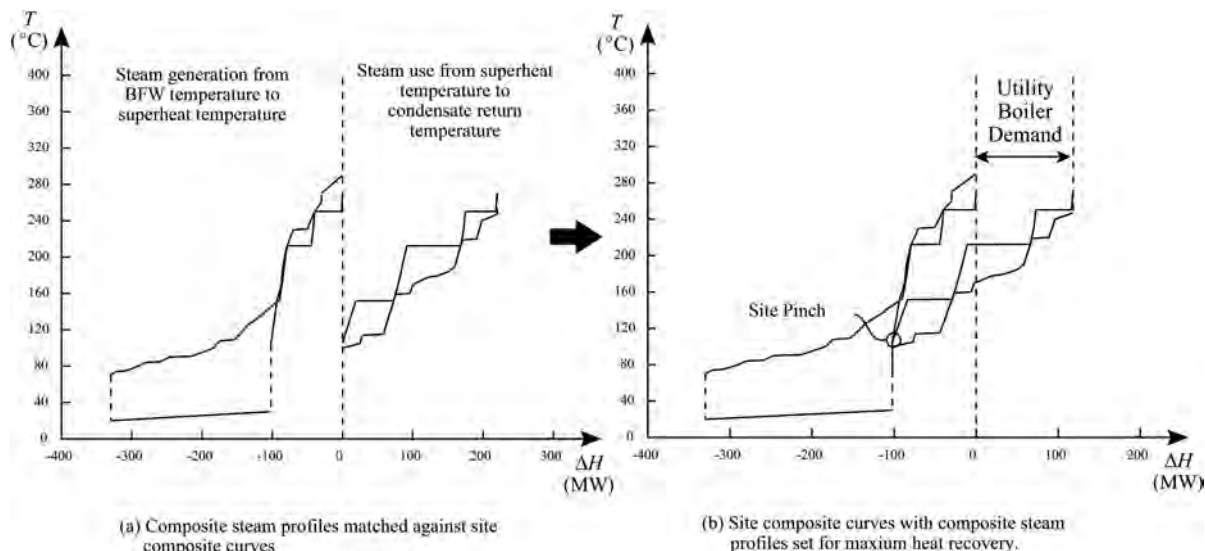 T
(°C)
400
360
320
280
240
200
160
120
80
40
0
-400
-300
-200
-100
0
100
200
300
ΔH
(MW)
Steam generation from
BFW temperature to
superheat temperature
Steam use from superheat
temperature to
condensate return
temperature
(a) Composite steam profiles matched against site
composite curves
T
(°C)
400
360
320
280
240
200
160
120
80
40
0
-400
-300
-200
-100
0
100
200
ΔH
(MW)
Utility
Boiler
Demand
Site Pinch
(b) Site composite curves with composite steam
profiles set for maxium heat recovery.